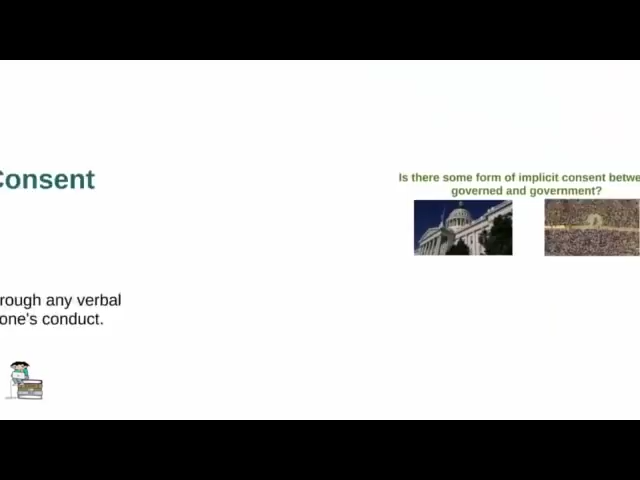 Consent
rough any verbal
one's conduct.
Is there some form of implicit consent betwe
governed and government?